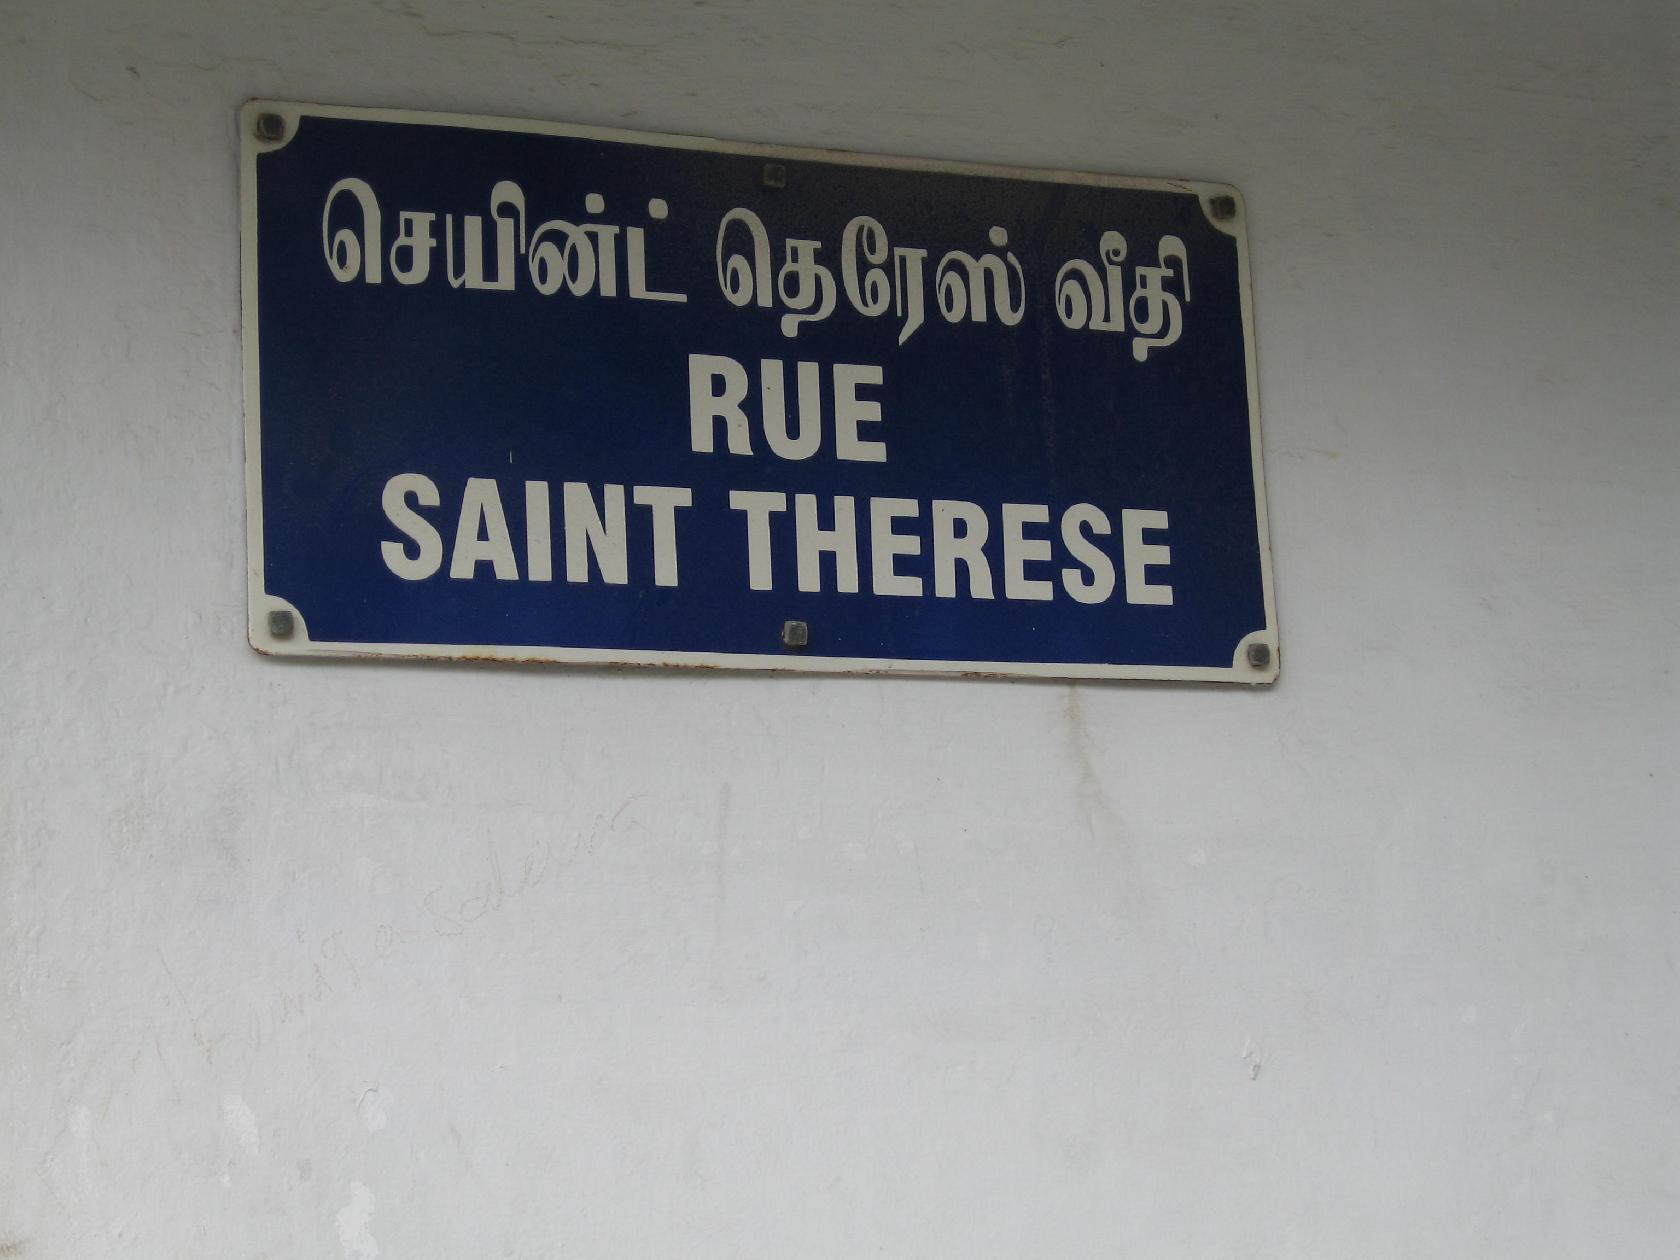 செயிண்ட் தெரேஸ் வீதி
RUE
SAINT THERESE